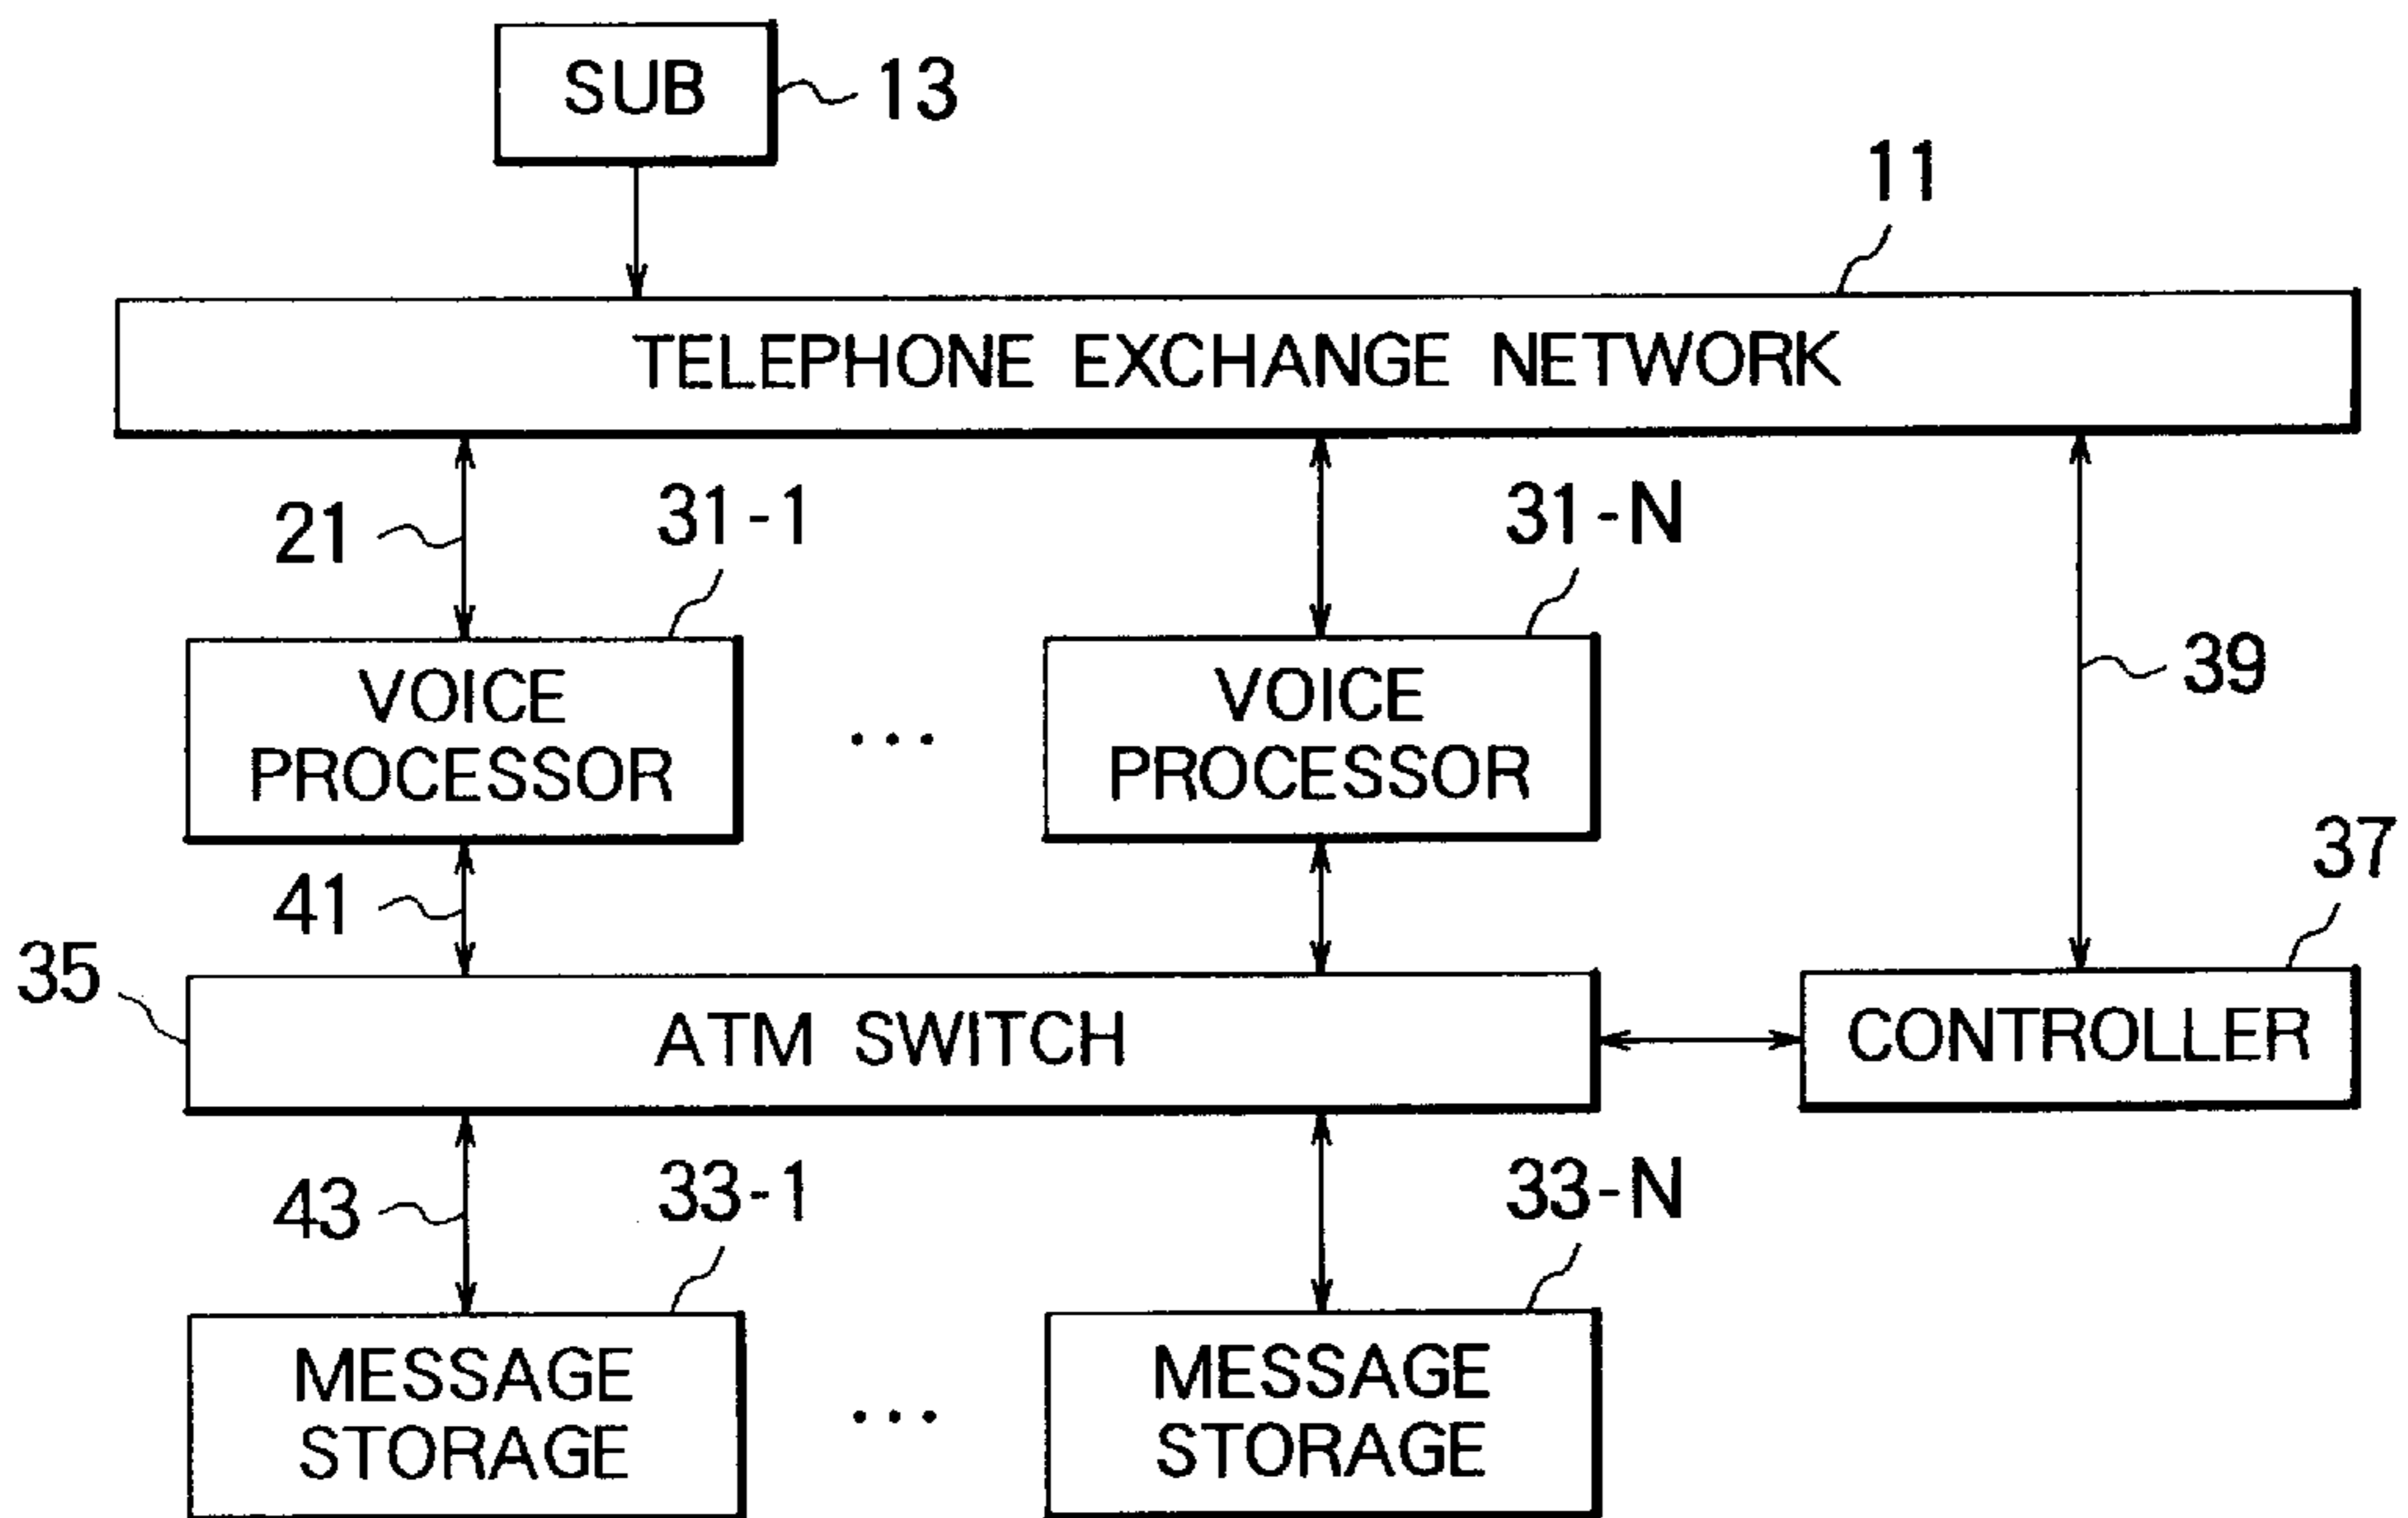 SUB
13
11
TELEPHONE EXCHANGE NETWORK
21
31-1
31-N
39
VOICE
PROCESSOR
...
VOICE
PROCESSOR
37
41
35
ATM SWITCH
CONTROLLER
43
33-1
33-N
MESSAGE
STORAGE
...
MESSAGE
STORAGE